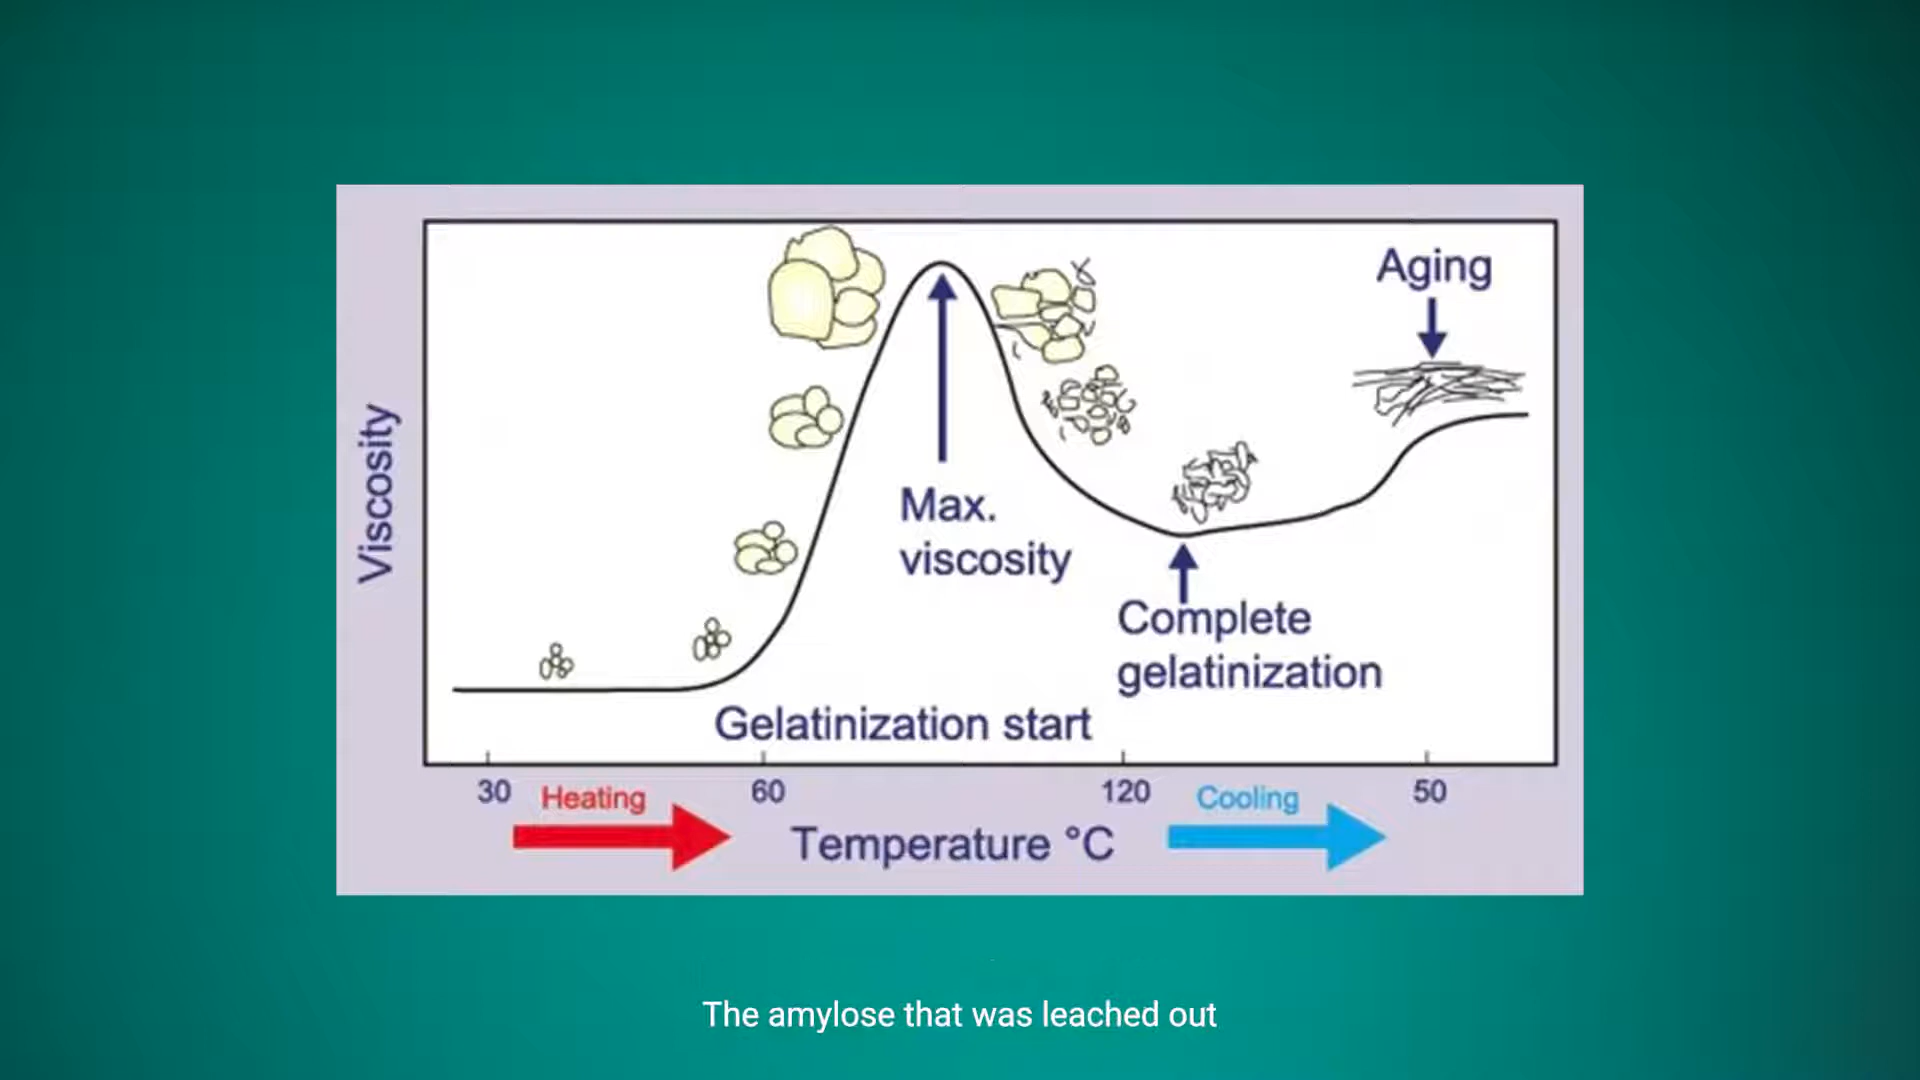 Aging
Viscosity
Max.
viscosity
Complete
gelatinization
Gelatinization start
30
Heating
60
120
Cooling
50
Temperature °C
The amylose that was leached out